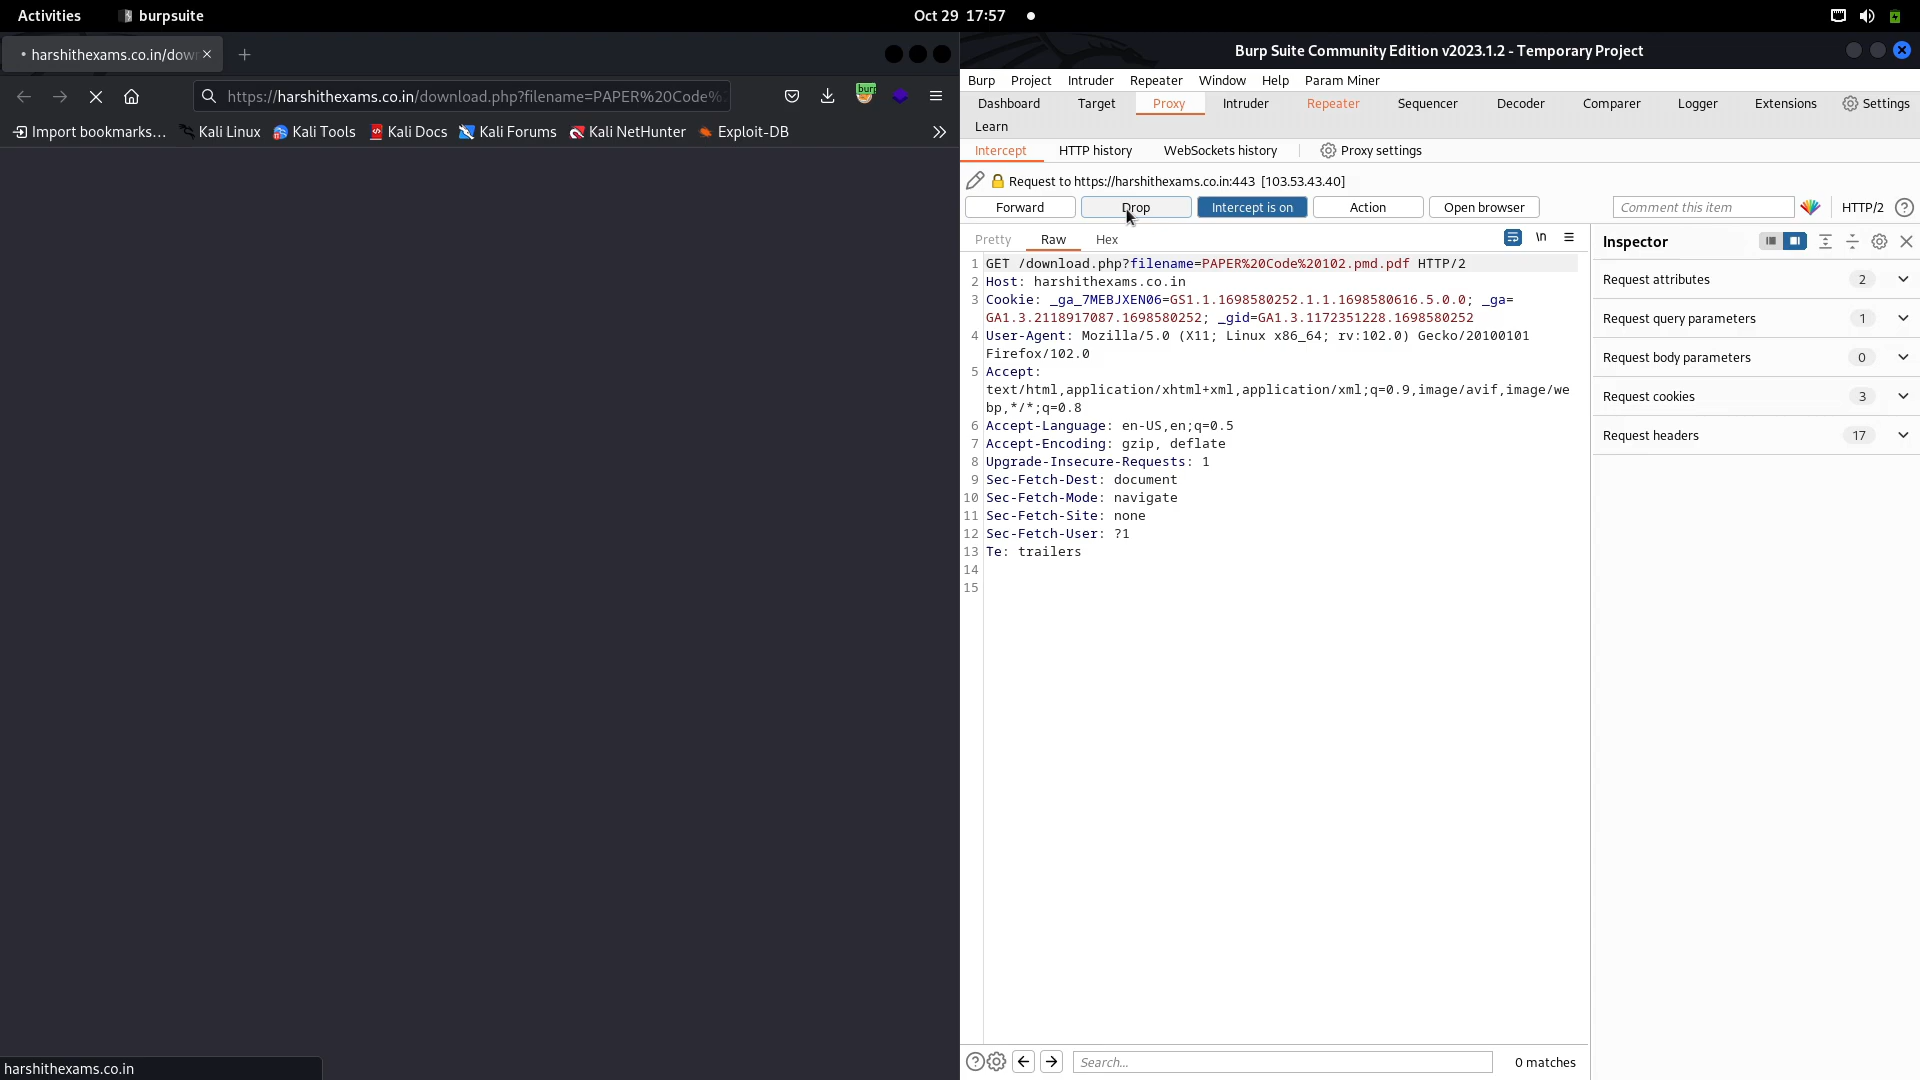 Activities
burpsuite
Oct 29 17:57
harshithexams.co.in/dow
https://harshithexams.co.in/download.php?filename=PAPER%20Code%
burp
Import bookmarks...
Kali Linux
Kali Tools
Kali Docs
Kali Forums
Kali NetHunter
Exploit-DB
harshithexams.co.in
Burp Suite Community Edition v2023.1.2 - Temporary Project
Burp Project Intruder Repeater Window Help Param Miner
Dashboard Target Proxy Intruder Repeater Sequencer Decoder Comparer Logger Extensions Settings
Learn
Intercept HTTP history WebSockets history Proxy settings
Request to https://harshithexams.co.in:443 [103.53.43.40]
Forward Drop Intercept is on Action Open browser Comment this item HTTP/2 ?
Pretty Raw Hex \n
1 GET /download.php?filename=PAPER%20Code%20102.pmd.pdf HTTP/2
2 Host: harshithexams.co.in
3 Cookie: _ga_7MEBJXEN06=GS1.1.1698580252.1.1.1698580616.5.0.0; _ga=
GA1.3.2118917087.1698580252; _gid=GA1.3.1172351228.1698580252
4 User-Agent: Mozilla/5.0 (X11; Linux x86_64; rv:102.0) Gecko/20100101
Firefox/102.0
5 Accept:
text/html,application/xhtml+xml,application/xml;q=0.9,image/avif,image/we
bp,*/*;q=0.8
6 Accept-Language: en-US,en;q=0.5
7 Accept-Encoding: gzip, deflate
8 Upgrade-Insecure-Requests: 1
9 Sec-Fetch-Dest: document
10 Sec-Fetch-Mode: navigate
11 Sec-Fetch-Site: none
12 Sec-Fetch-User: ?1
13 Te: trailers
14
15
Inspector
Request attributes 2
Request query parameters 1
Request body parameters 0
Request cookies 3
Request headers 17
? Search... 0 matches